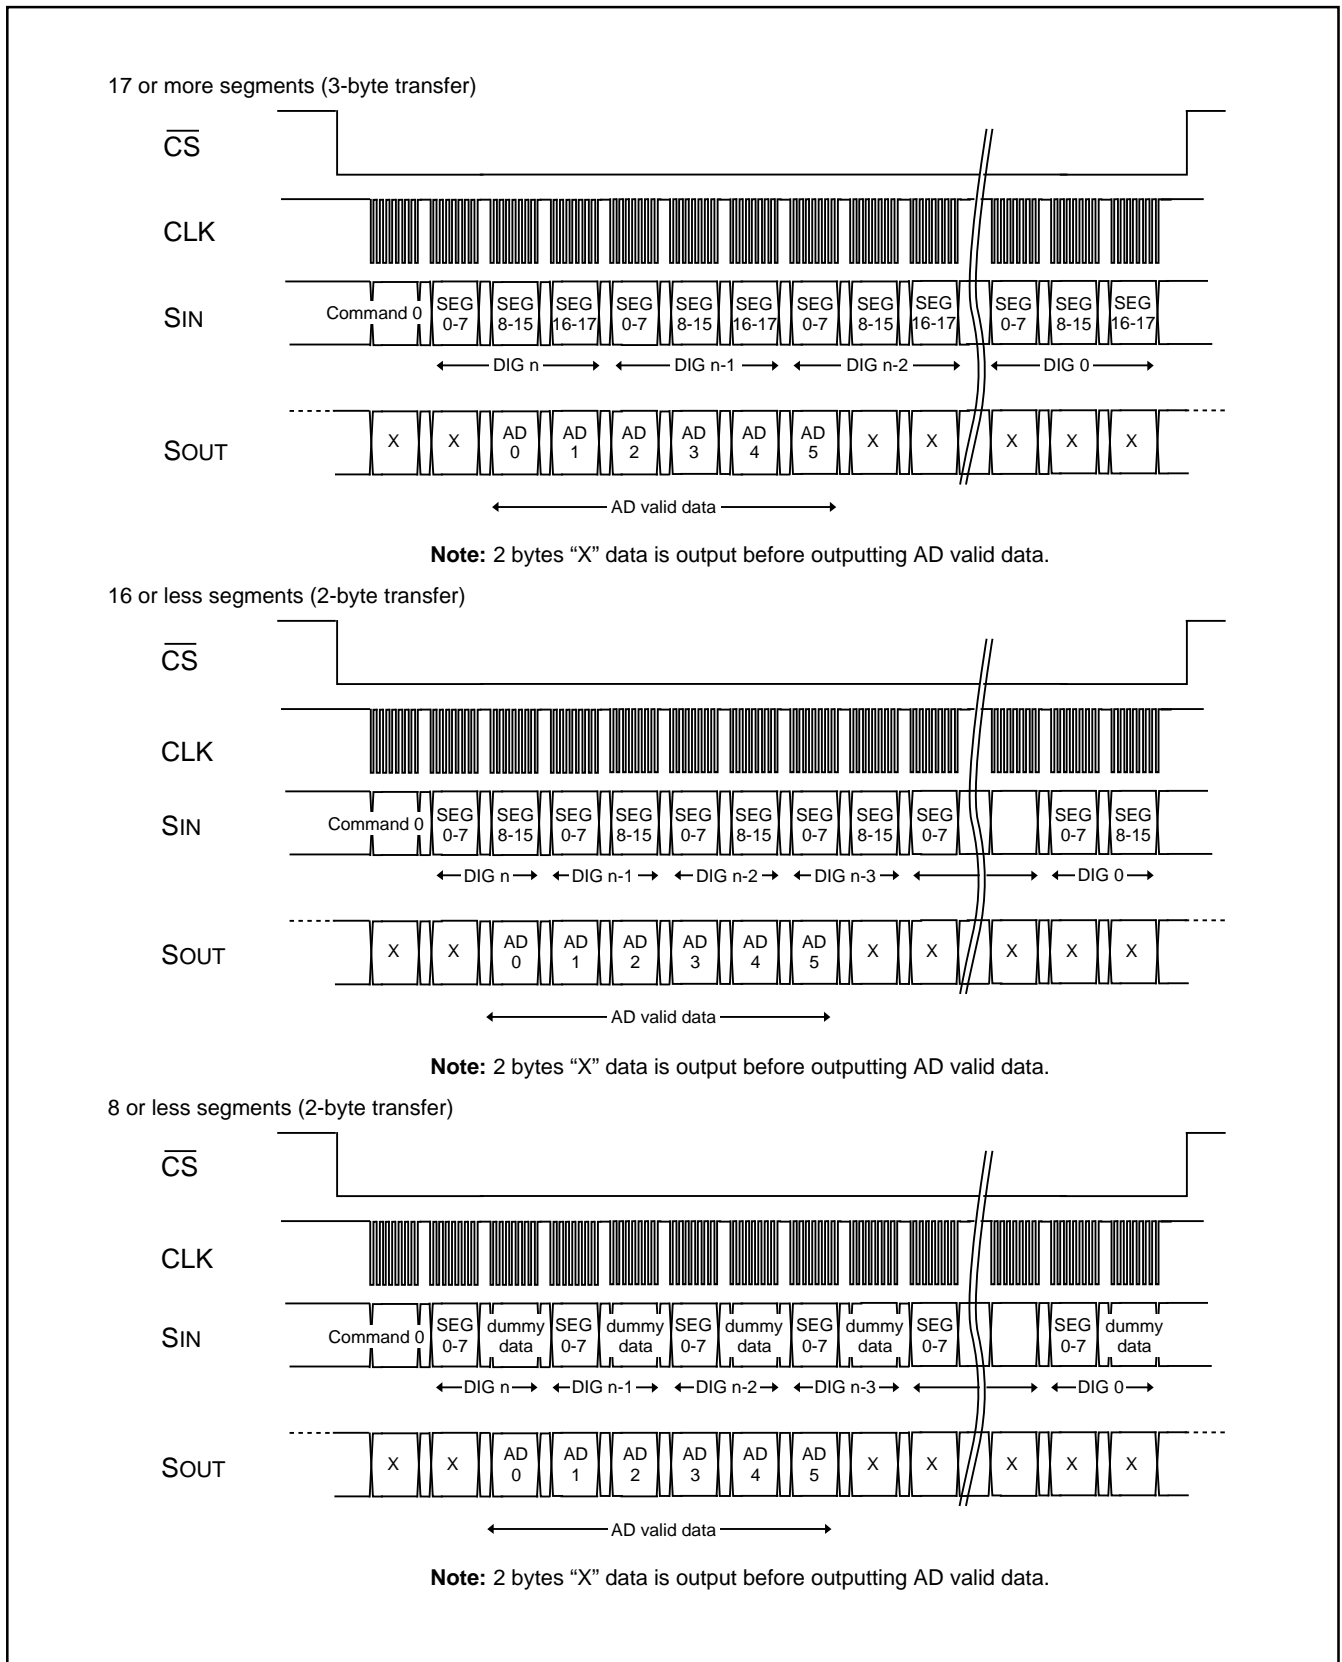 17 or more segments (3-byte transfer)
CS
CLK
SIN
Command 0 SEG 0-7 SEG 8-15 SEG 16-17 SEG 0-7 SEG 8-15 SEG 16-17 SEG 0-7 SEG 8-15 SEG 16-17 SEG 0-7 SEG 8-15 SEG 16-17
DIG n DIG n-1 DIG n-2 DIG 0
SOUT
X X AD 0 AD 1 AD 2 AD 3 AD 4 AD 5 X X X X X
AD valid data
Note: 2 bytes “X” data is output before outputting AD valid data.
16 or less segments (2-byte transfer)
CS
CLK
SIN
Command 0 SEG 0-7 SEG 8-15 SEG 0-7 SEG 8-15 SEG 0-7 SEG 8-15 SEG 0-7 SEG 8-15 SEG 0-7 SEG 0-7 SEG 8-15
DIG n DIG n-1 DIG n-2 DIG n-3 DIG 0
SOUT
X X AD 0 AD 1 AD 2 AD 3 AD 4 AD 5 X X X X X
AD valid data
Note: 2 bytes “X” data is output before outputting AD valid data.
8 or less segments (2-byte transfer)
CS
CLK
SIN
Command 0 SEG 0-7 dummy data SEG 0-7 dummy data SEG 0-7 dummy data SEG 0-7 dummy data SEG 0-7 SEG 0-7 dummy data
DIG n DIG n-1 DIG n-2 DIG n-3 DIG 0
SOUT
X X AD 0 AD 1 AD 2 AD 3 AD 4 AD 5 X X X X X
AD valid data
Note: 2 bytes “X” data is output before outputting AD valid data.